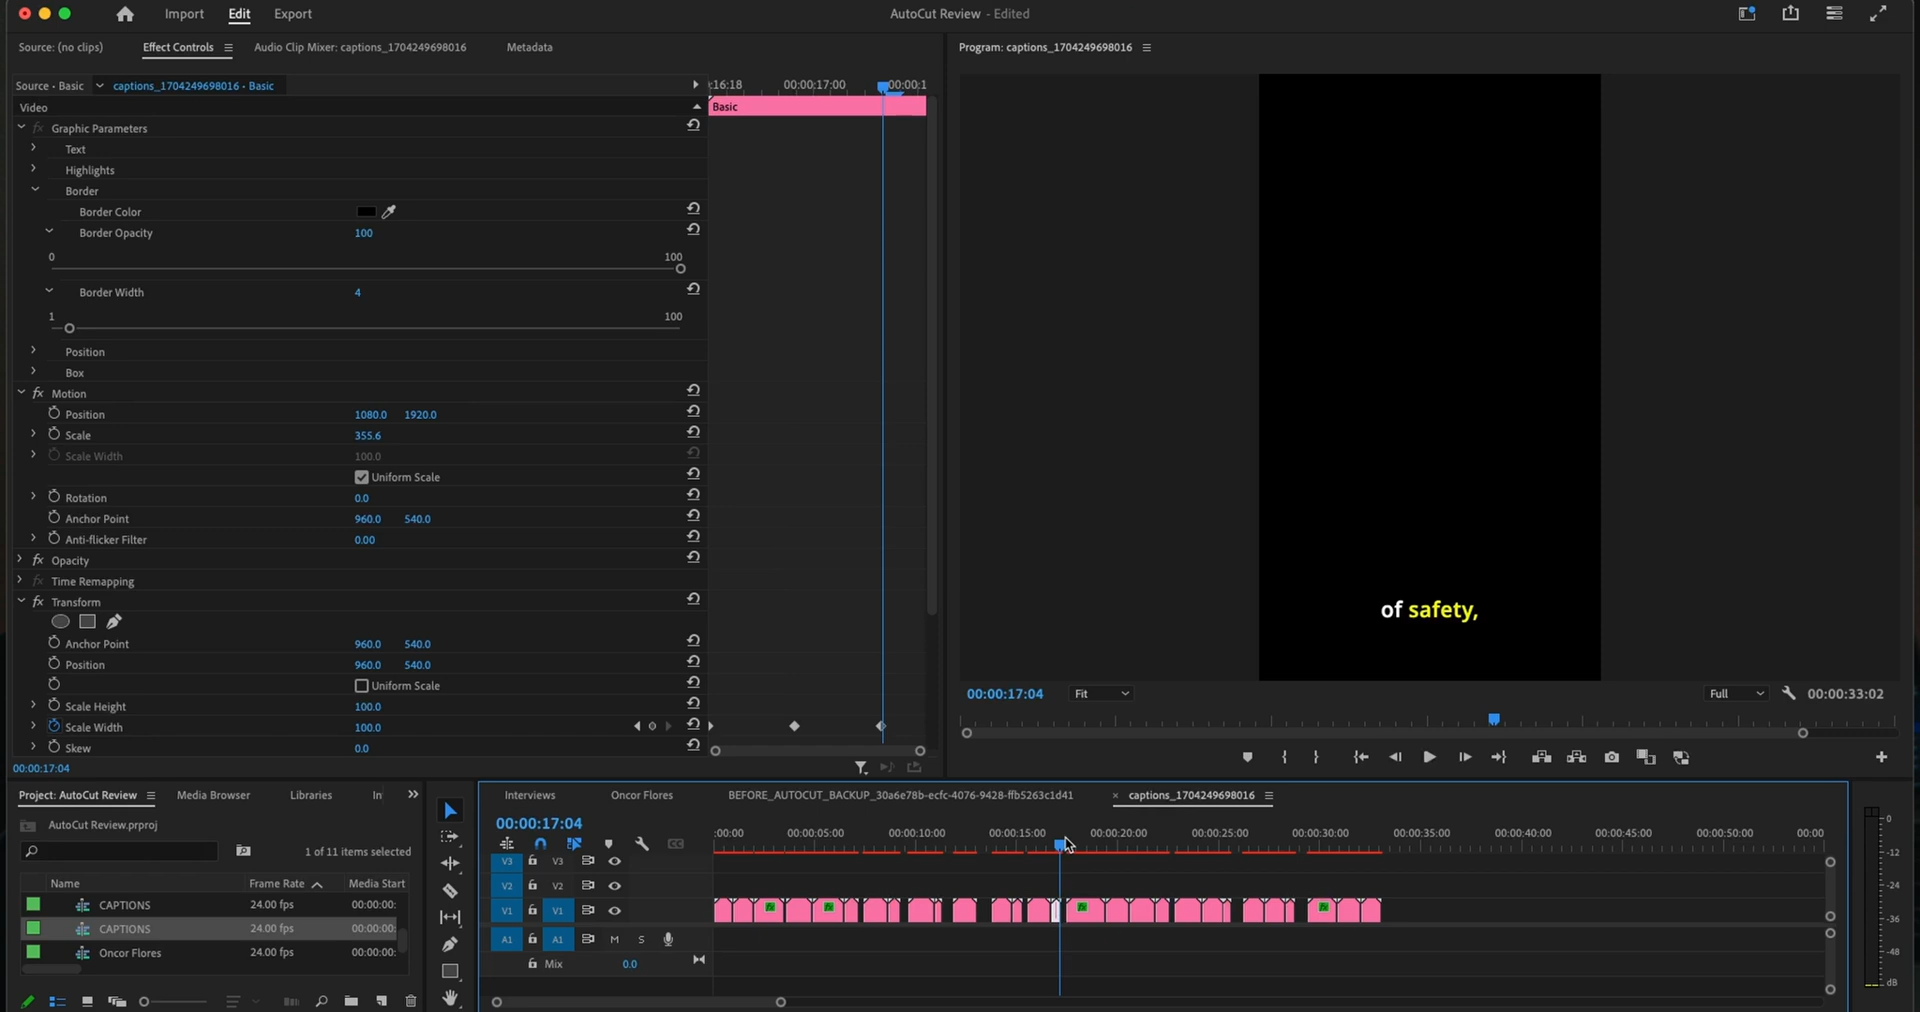 Import Edit Export
AutoCut Review - Edited
Source: (no clips) Effect Controls Audio Clip Mixer: captions_1704249698016 Metadata
Program: captions_1704249698016
Source • Basic captions_1704249698016 • Basic
:16:18 00:00:17:00 00:00:1
Video
Basic
fx Graphic Parameters
Text
Highlights
Border
Border Color
Border Opacity 100
0 100
Border Width 4
1 100
Position
Box
fx Motion
Position 1080.0 1920.0
Scale 355.6
Scale Width 100.0
Uniform Scale
Rotation 0.0
Anchor Point 960.0 540.0
Anti-flicker Filter 0.00
fx Opacity
fx Time Remapping
fx Transform
Anchor Point 960.0 540.0
Position 960.0 540.0
Uniform Scale
Scale Height 100.0
Scale Width 100.0
Skew 0.0
00:00:17:04
of safety,
00:00:17:04 Fit Full 00:00:33:02
Project: AutoCut Review Media Browser Libraries In
AutoCut Review.prproj
1 of 11 items selected
Name Frame Rate Media Start
CAPTIONS 24.00 fps 00:00:00:
CAPTIONS 24.00 fps 00:00:00:
Oncor Flores 24.00 fps 00:00:00:
Interviews Oncor Flores BEFORE_AUTOCUT_BACKUP_30a6e78b-ecfc-4076-9428-ffb5263c1d41 × captions_1704249698016
00:00:17:04
:00:00 00:00:05:00 00:00:10:00 00:00:15:00 00:00:20:00 00:00:25:00 00:00:30:00 00:00:35:00 00:00:40:00 00:00:45:00 00:00:50:00 00:00
V3 V3
V2 V2
V1 V1
fx fx fx fx
A1 A1 M S
Mix 0.0
0
-12
-24
-36
-48
dB